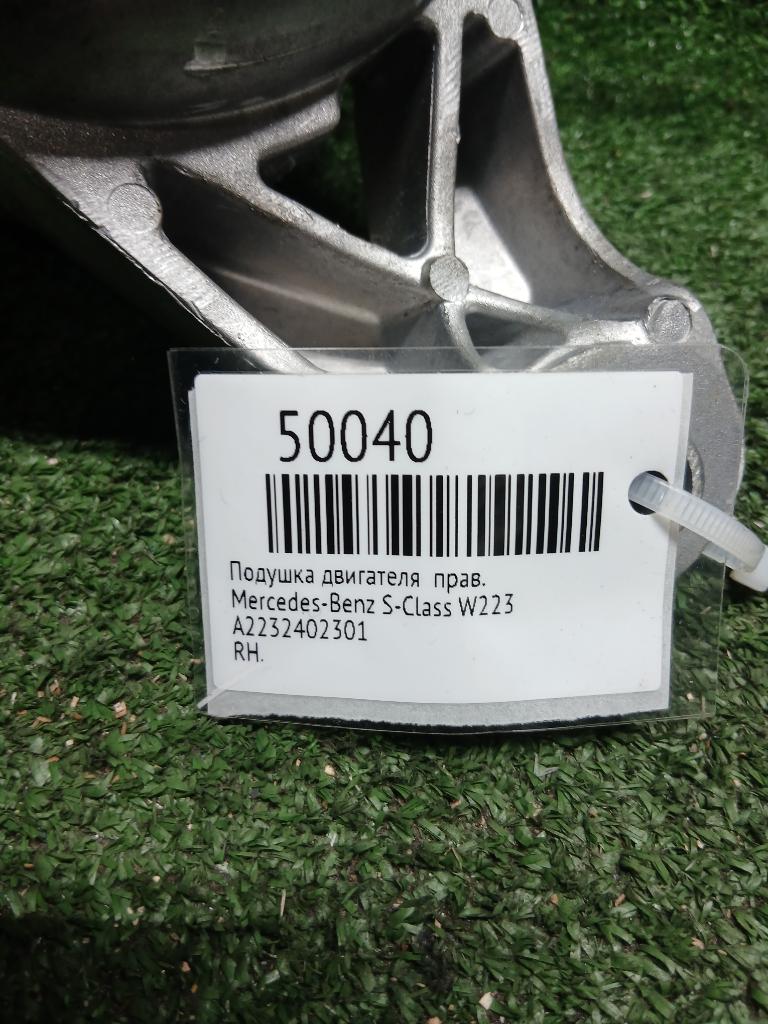 50040
Подушка двигателя прав.
Mercedes-Benz S-Class W223
A2232402301
RH.